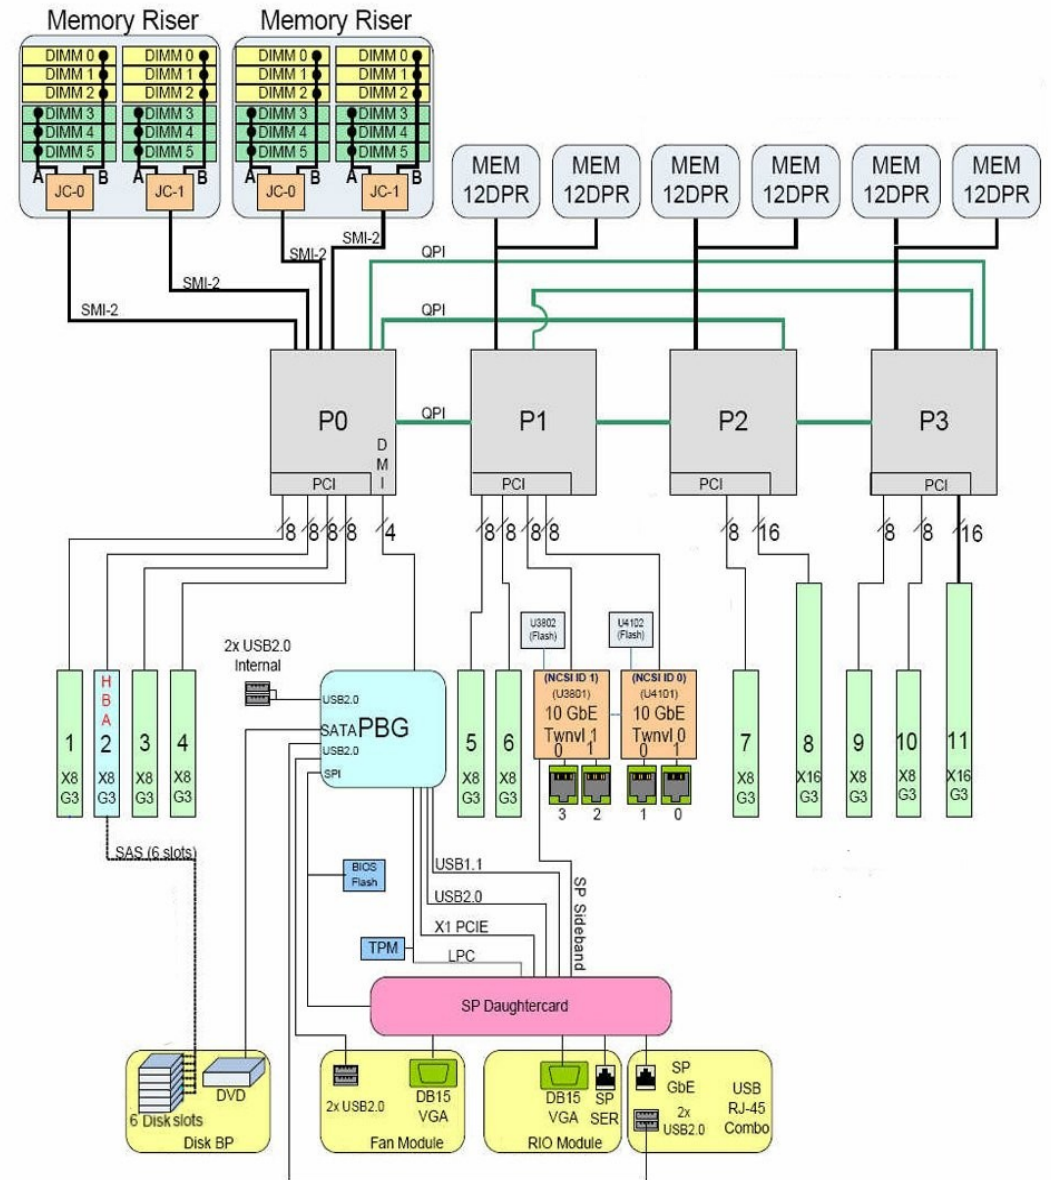 Memory Riser
Memory Riser
DIMM 0
DIMM 1
DIMM 2
DIMM 3
DIMM 4
DIMM 5
A
B
JC-0
DIMM 0
DIMM 1
DIMM 2
DIMM 3
DIMM 4
DIMM 5
A
B
JC-1
DIMM 0
DIMM 1
DIMM 2
DIMM 3
DIMM 4
DIMM 5
A
B
JC-0
DIMM 0
DIMM 1
DIMM 2
DIMM 3
DIMM 4
DIMM 5
A
B
JC-1
MEM
12DPR
MEM
12DPR
MEM
12DPR
MEM
12DPR
MEM
12DPR
MEM
12DPR
SMI-2
SMI-2
SMI-2
SMI-2
QPI
QPI
QPI
P0
DMI
PCI
P1
PCI
P2
PCI
P3
PCI
8
8
8
8
4
8
8
8
8
8
16
8
8
16
2x USB2.0
Internal
U3802
(Flash)
U4102
(Flash)
1
X8
G3
HBA
2
X8
G3
3
X8
G3
4
X8
G3
USB2.0
SATA
PBG
USB2.0
SPI
5
X8
G3
6
X8
G3
(NCSI ID 1)
(U3801)
10 GbE
Twnvl 1
0 1
3 2
(NCSI ID 0)
(U4101)
10 GbE
Twnvl 0
0 1
1 0
7
X8
G3
8
X16
G3
9
X8
G3
10
X8
G3
11
X16
G3
SAS (6 slots)
BIOS
Flash
USB1.1
USB2.0
X1 PCIE
TPM
LPC
SP Sideband
SP Daughtercard
6 Disk slots
DVD
Disk BP
2x USB2.0
DB15
VGA
Fan Module
DB15
VGA
SP
SER
RIO Module
SP
GbE
2x
USB2.0
USB
RJ-45
Combo